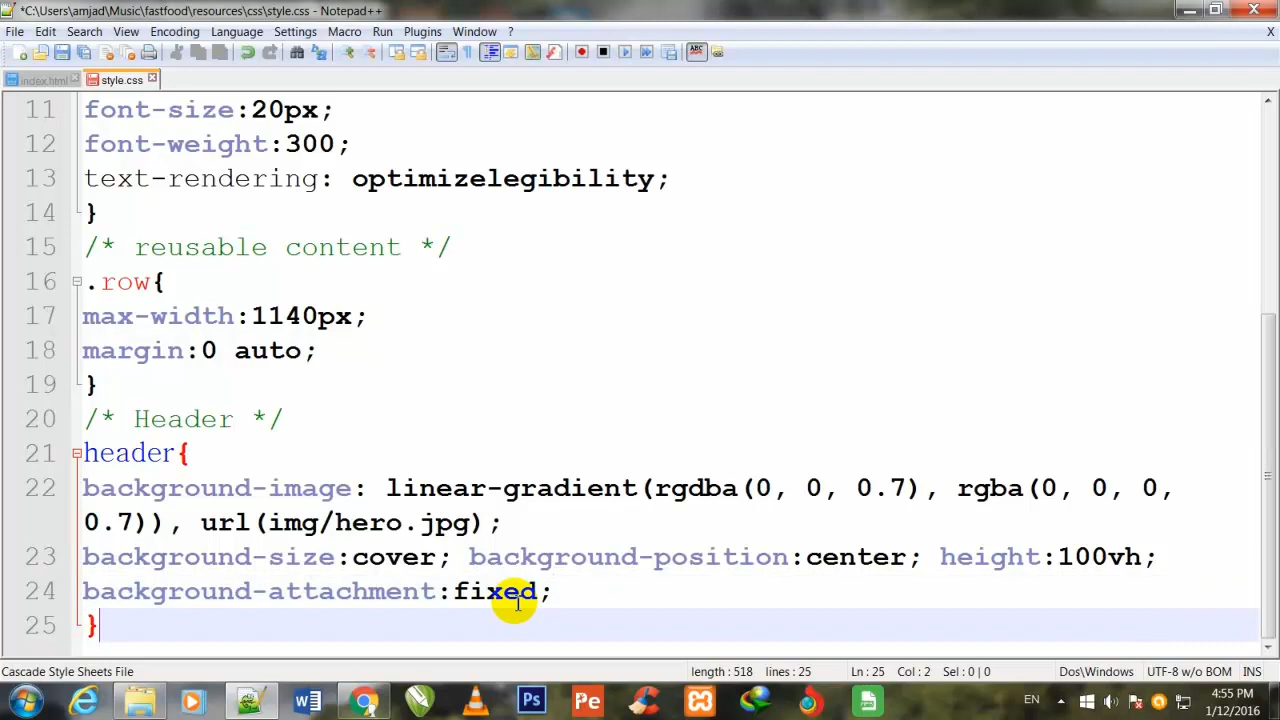 *C:\Users\amjad\Music\fastfood\resources\css\style.css - Notepad++
File Edit Search View Encoding Language Settings Macro Run Plugins Window ? X
index.html style.css
11 font-size:20px;
12 font-weight:300;
13 text-rendering: optimizelegibility;
14 }
15 /* reusable content */
16 .row{
17 max-width:1140px;
18 margin:0 auto;
19 }
20 /* Header */
21 header{
22 background-image: linear-gradient(rgdba(0, 0, 0.7), rgba(0, 0, 0,
0.7)), url(img/hero.jpg);
23 background-size:cover; background-position:center; height:100vh;
24 background-attachment:fixed;
25 }
Cascade Style Sheets File length : 518 lines : 25 Ln : 25 Col : 2 Sel : 0 | 0 Dos\Windows UTF-8 w/o BOM INS
EN 4:55 PM
1/12/2016